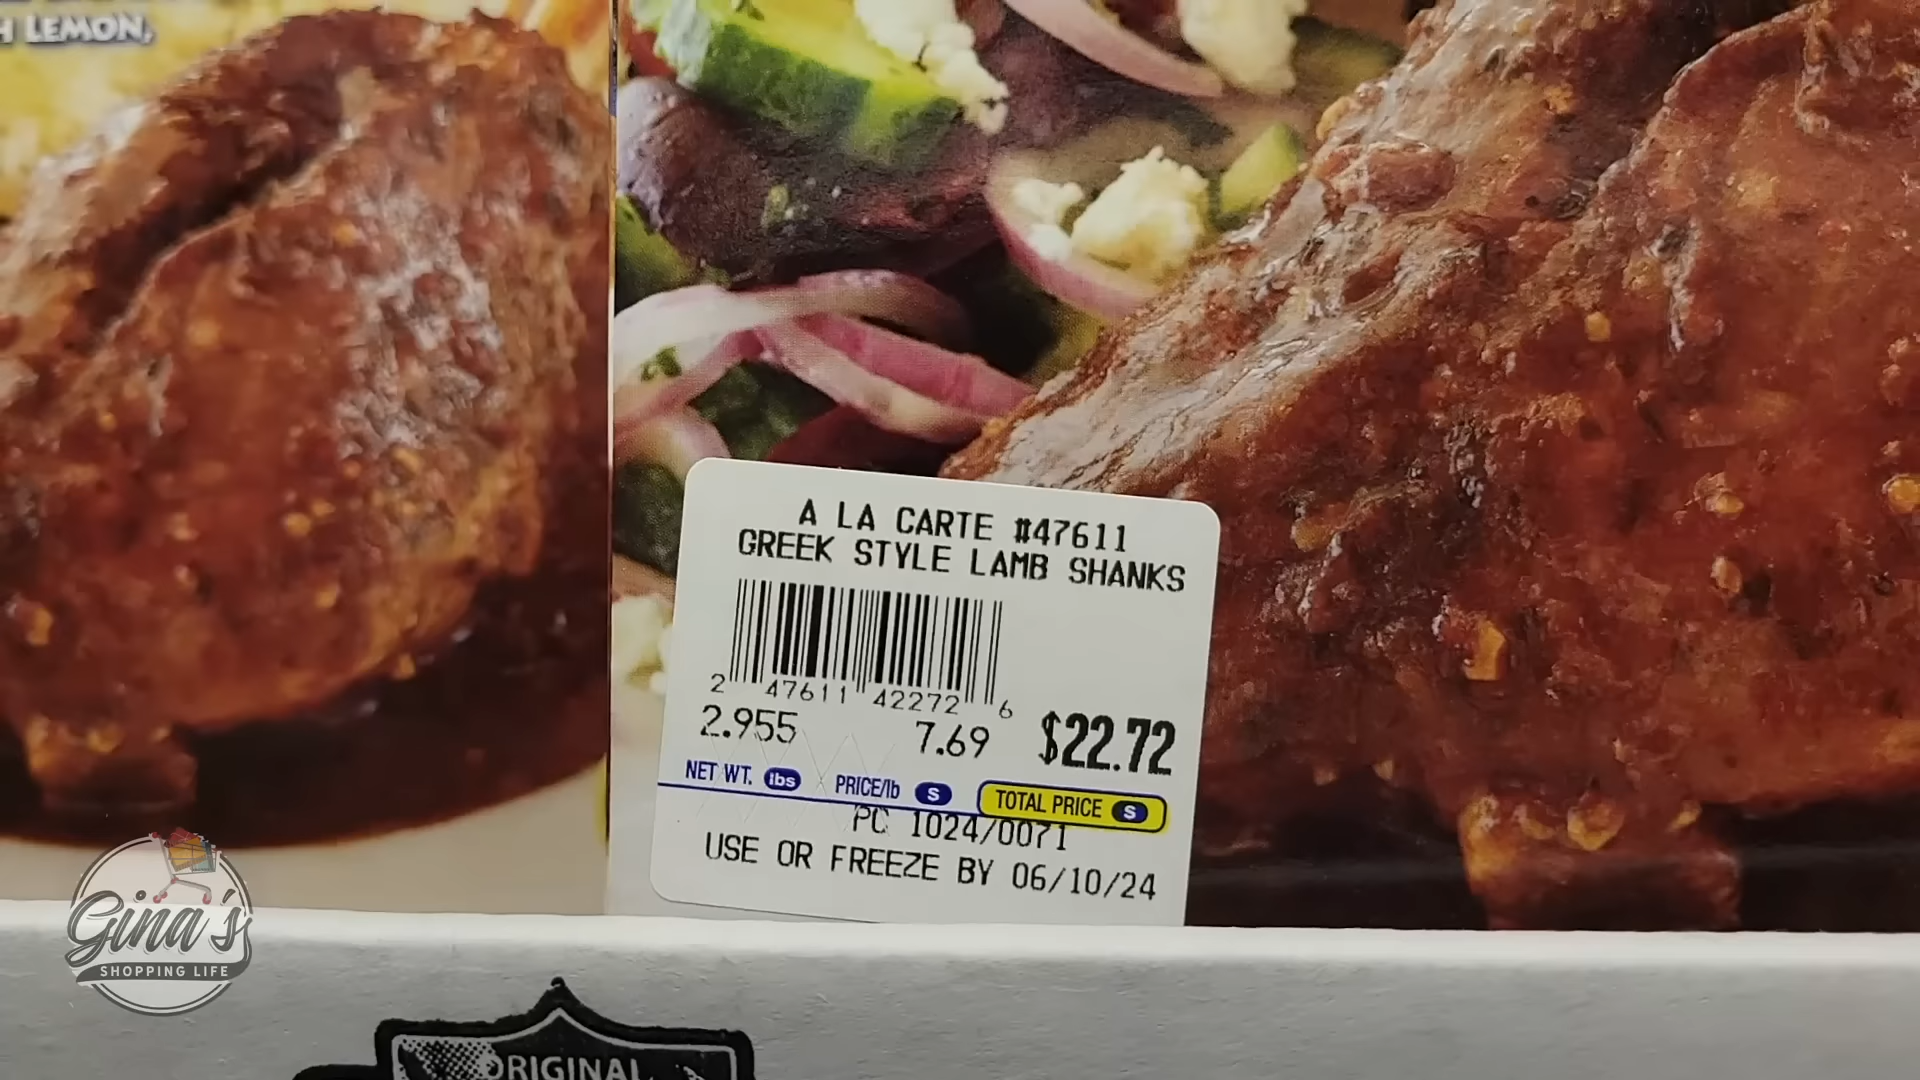 H LEMON,
A LA CARTE #47611
GREEK STYLE LAMB SHANKS
2 47611 42272 6
2.955 7.69 $22.72
NET WT. lbs PRICE/lb $ TOTAL PRICE $
PC 1024/0071
USE OR FREEZE BY 06/10/24
Gina's
SHOPPING LIFE
ORIGINAL